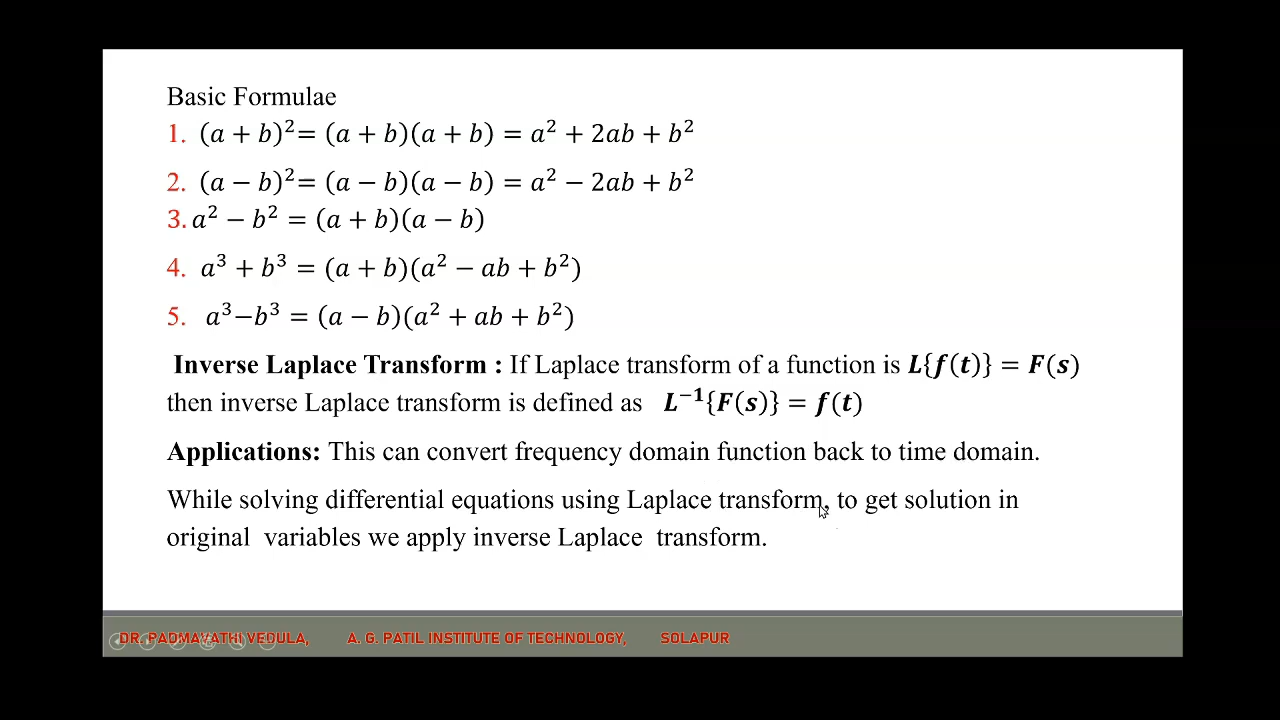 Basic Formulae
1. (a + b)²= (a + b)(a + b) = a² + 2ab + b²
2. (a − b)²= (a − b)(a − b) = a² − 2ab + b²
3. a² − b² = (a + b)(a − b)
4. a³ + b³ = (a + b)(a² − ab + b²)
5. a³−b³ = (a − b)(a² + ab + b²)
Inverse Laplace Transform : If Laplace transform of a function is L{f(t)} = F(s)
then inverse Laplace transform is defined as L⁻¹{F(s)} = f(t)
Applications: This can convert frequency domain function back to time domain.
While solving differential equations using Laplace transform, to get solution in
original variables we apply inverse Laplace transform.
DR. PADMAVATHI VEDULA, A. G. PATIL INSTITUTE OF TECHNOLOGY, SOLAPUR